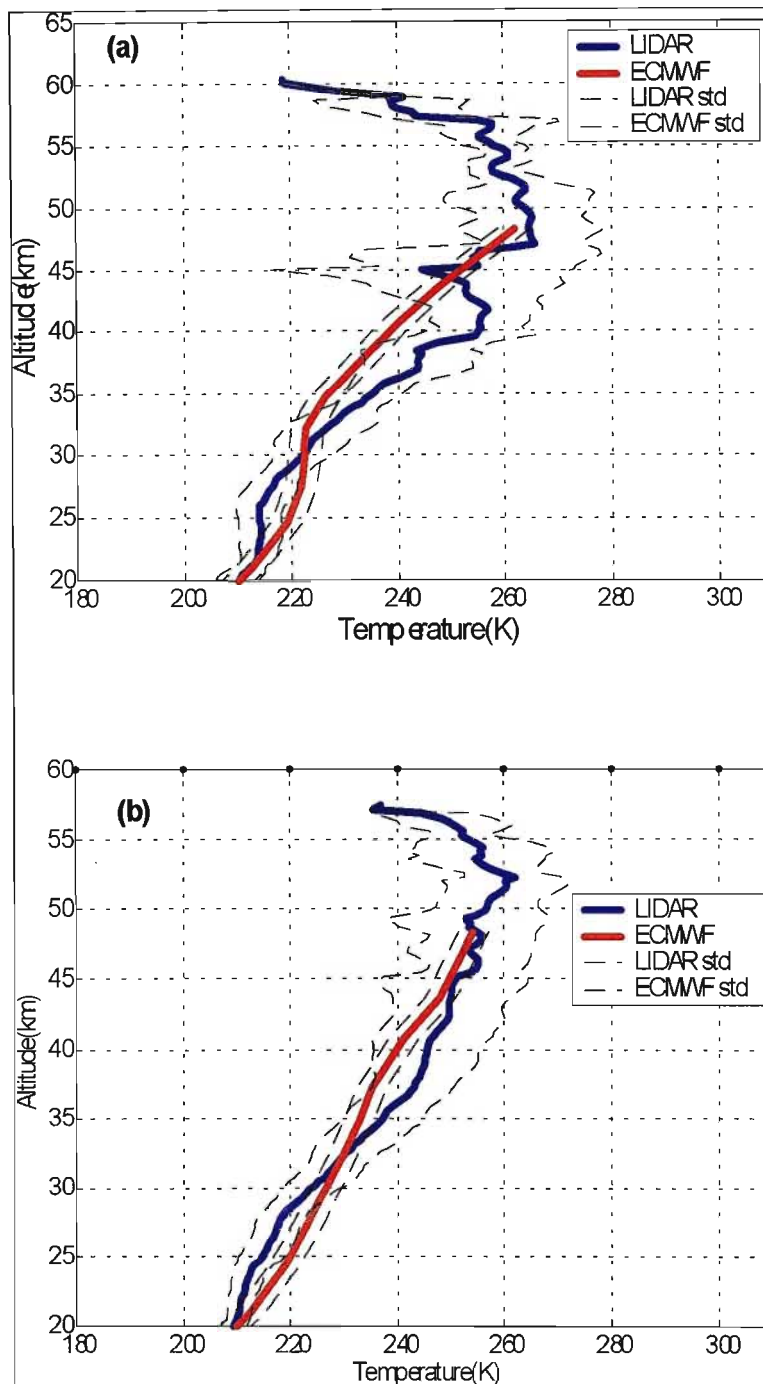 (a)
LIDAR
ECMWF
LIDAR std
ECMWF std
65
60
55
50
45
40
35
30
25
20
Altitude(km)
180 200 220 240 260 280 300
Temperature(K)
(b)
LIDAR
ECMWF
LIDAR std
ECMWF std
60
55
50
45
40
35
30
25
20
Altitude(km)
180 200 220 240 260 280 300
Temperature(K)